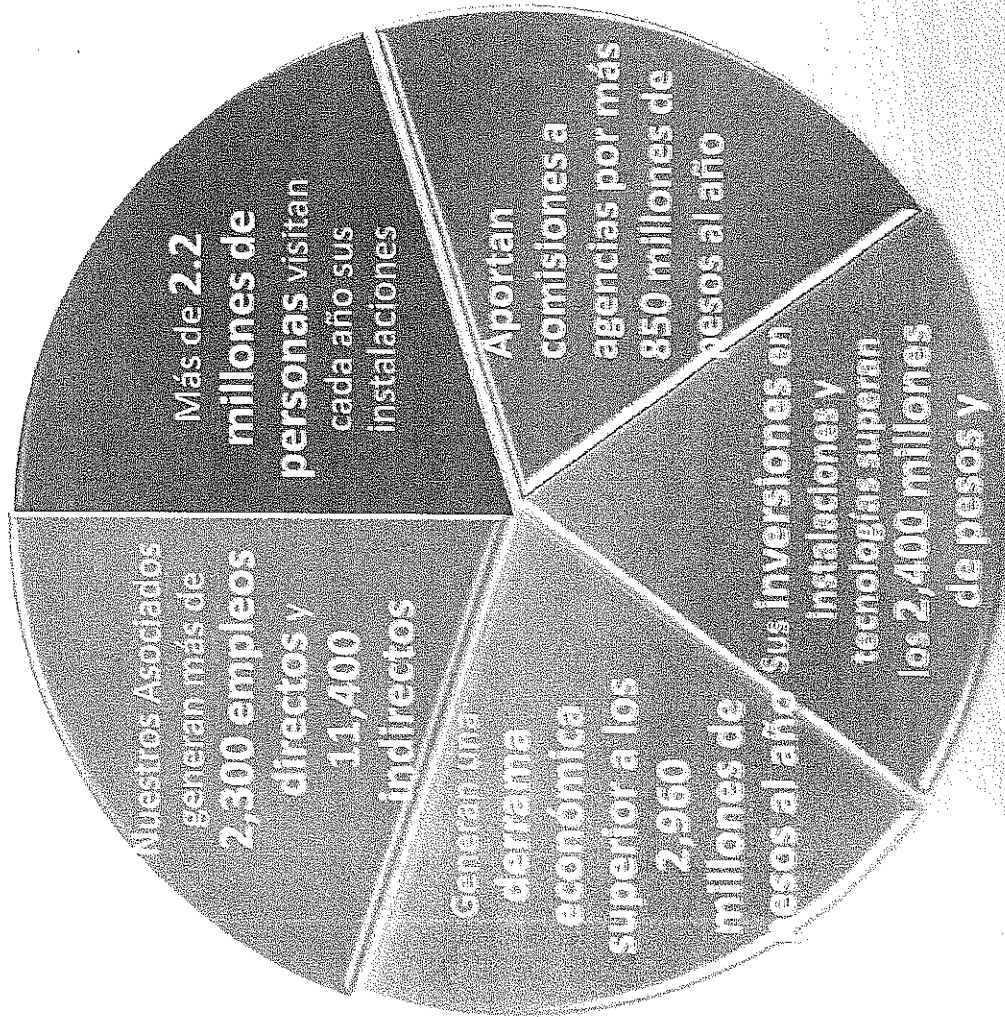 Más de 2.2
millones de
personas visitan
cada año sus
instalaciones
Aportan
comisiones a
agencias por más
850 millones de
pesos al año
Sus inversiones en
instalaciones y
tecnologías superan
los 2,400 millones
de pesos y
Generan una
derrama
económica
superior a los
2,960
millones de
pesos al año
Nuestros Asociados
generan más de
2,300 empleos
directos y
11,400
indirectos